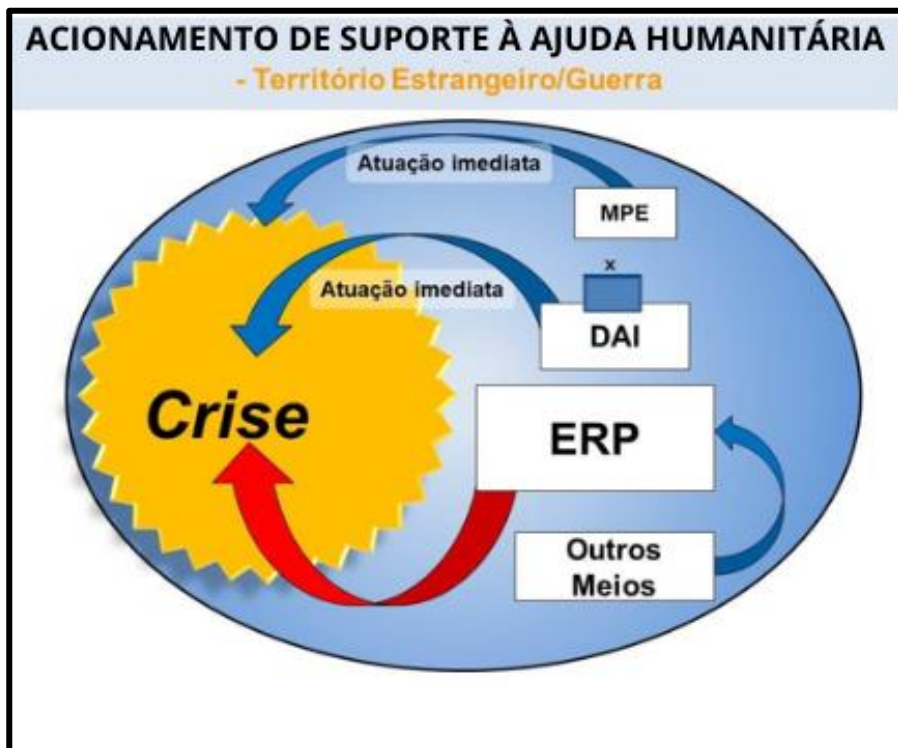 ACIONAMENTO DE SUPORTE À AJUDA HUMANITÁRIA
- Território Estrangeiro/Guerra
Atuação imediata
MPE
x
Atuação imediata
DAI
Crise
ERP
Outros
Meios